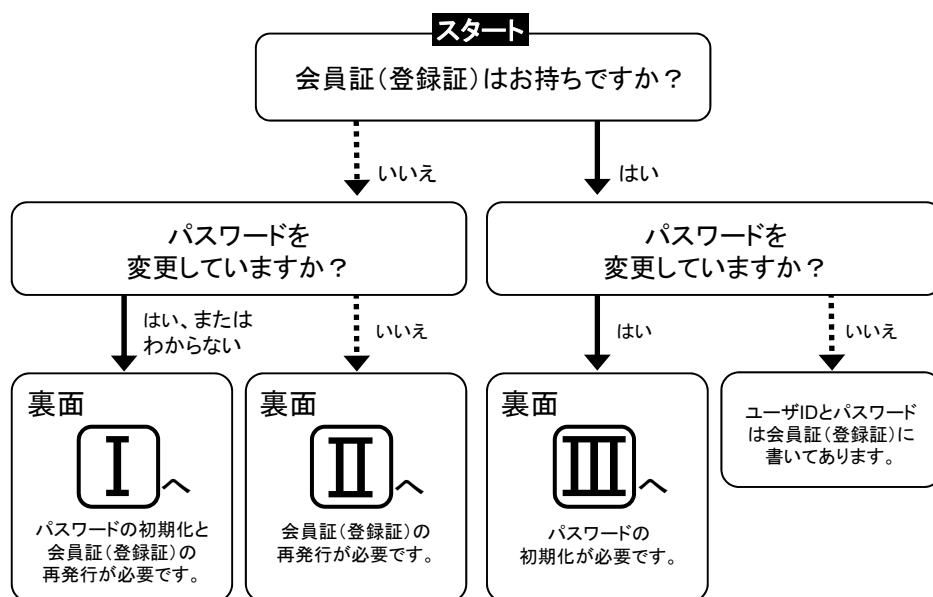 スタート
会員証(登録証)はお持ちですか?
いいえ
はい
パスワードを
変更していますか?
パスワードを
変更していますか?
はい、または
わからない
いいえ
はい
いいえ
裏面
Ⅰへ
パスワードの初期化と
会員証(登録証)の
再発行が必要です。
裏面
Ⅱへ
会員証(登録証)の
再発行が必要です。
裏面
Ⅲへ
パスワードの
初期化が必要です。
ユーザIDとパスワード
は会員証(登録証)に
書いてあります。